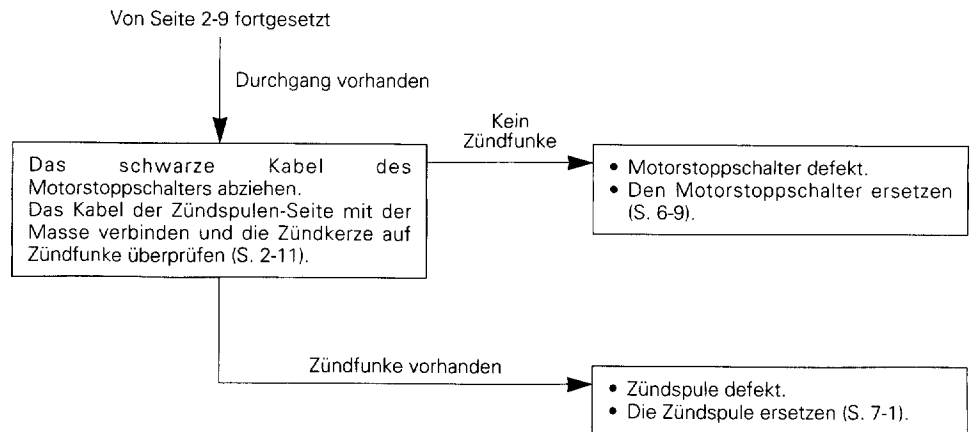 Von Seite 2-9 fortgesetzt
Durchgang vorhanden
Das schwarze Kabel des
Motorstoppschalters abziehen.
Das Kabel der Zündspulen-Seite mit der
Masse verbinden und die Zündkerze auf
Zündfunke überprüfen (S. 2-11).
Kein
Zündfunke
• Motorstoppschalter defekt.
• Den Motorstoppschalter ersetzen
(S. 6-9).
Zündfunke vorhanden
• Zündspule defekt.
• Die Zündspule ersetzen (S. 7-1).